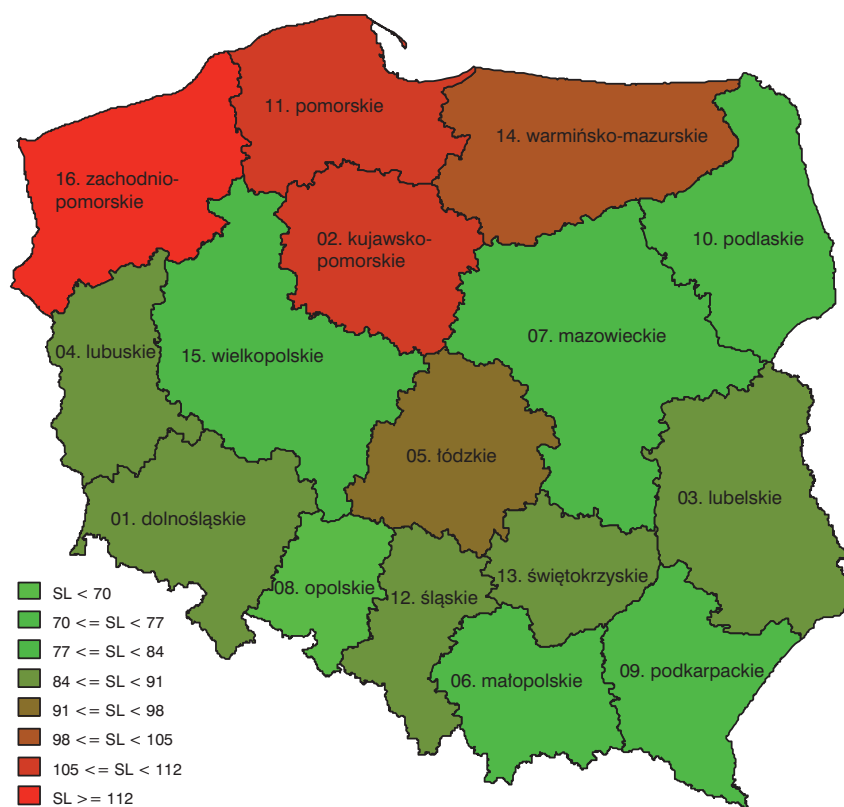 11. pomorskie
14. warmińsko-mazurskie
16. zachodnio-
pomorskie
02. kujawsko-
pomorskie
10. podlaskie
07. mazowieckie
04. lubuskie
15. wielkopolskie
05. łódzkie
03. lubelskie
01. dolnośląskie
13. świętokrzyskie
08. opolskie
12. śląskie
09. podkarpackie
06. małopolskie
SL < 70
70 <= SL < 77
77 <= SL < 84
84 <= SL < 91
91 <= SL < 98
98 <= SL < 105
105 <= SL < 112
SL >= 112